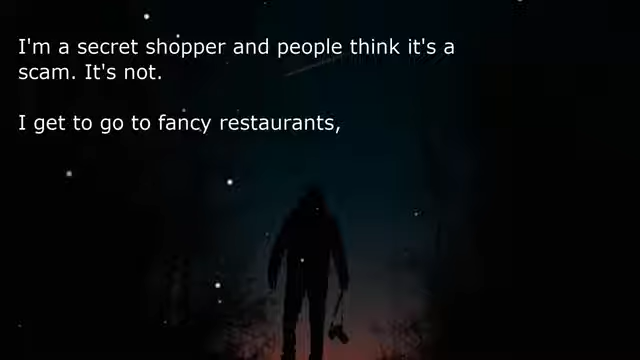 I'm a secret shopper and people think it's a
scam. It's not.
I get to go to fancy restaurants,